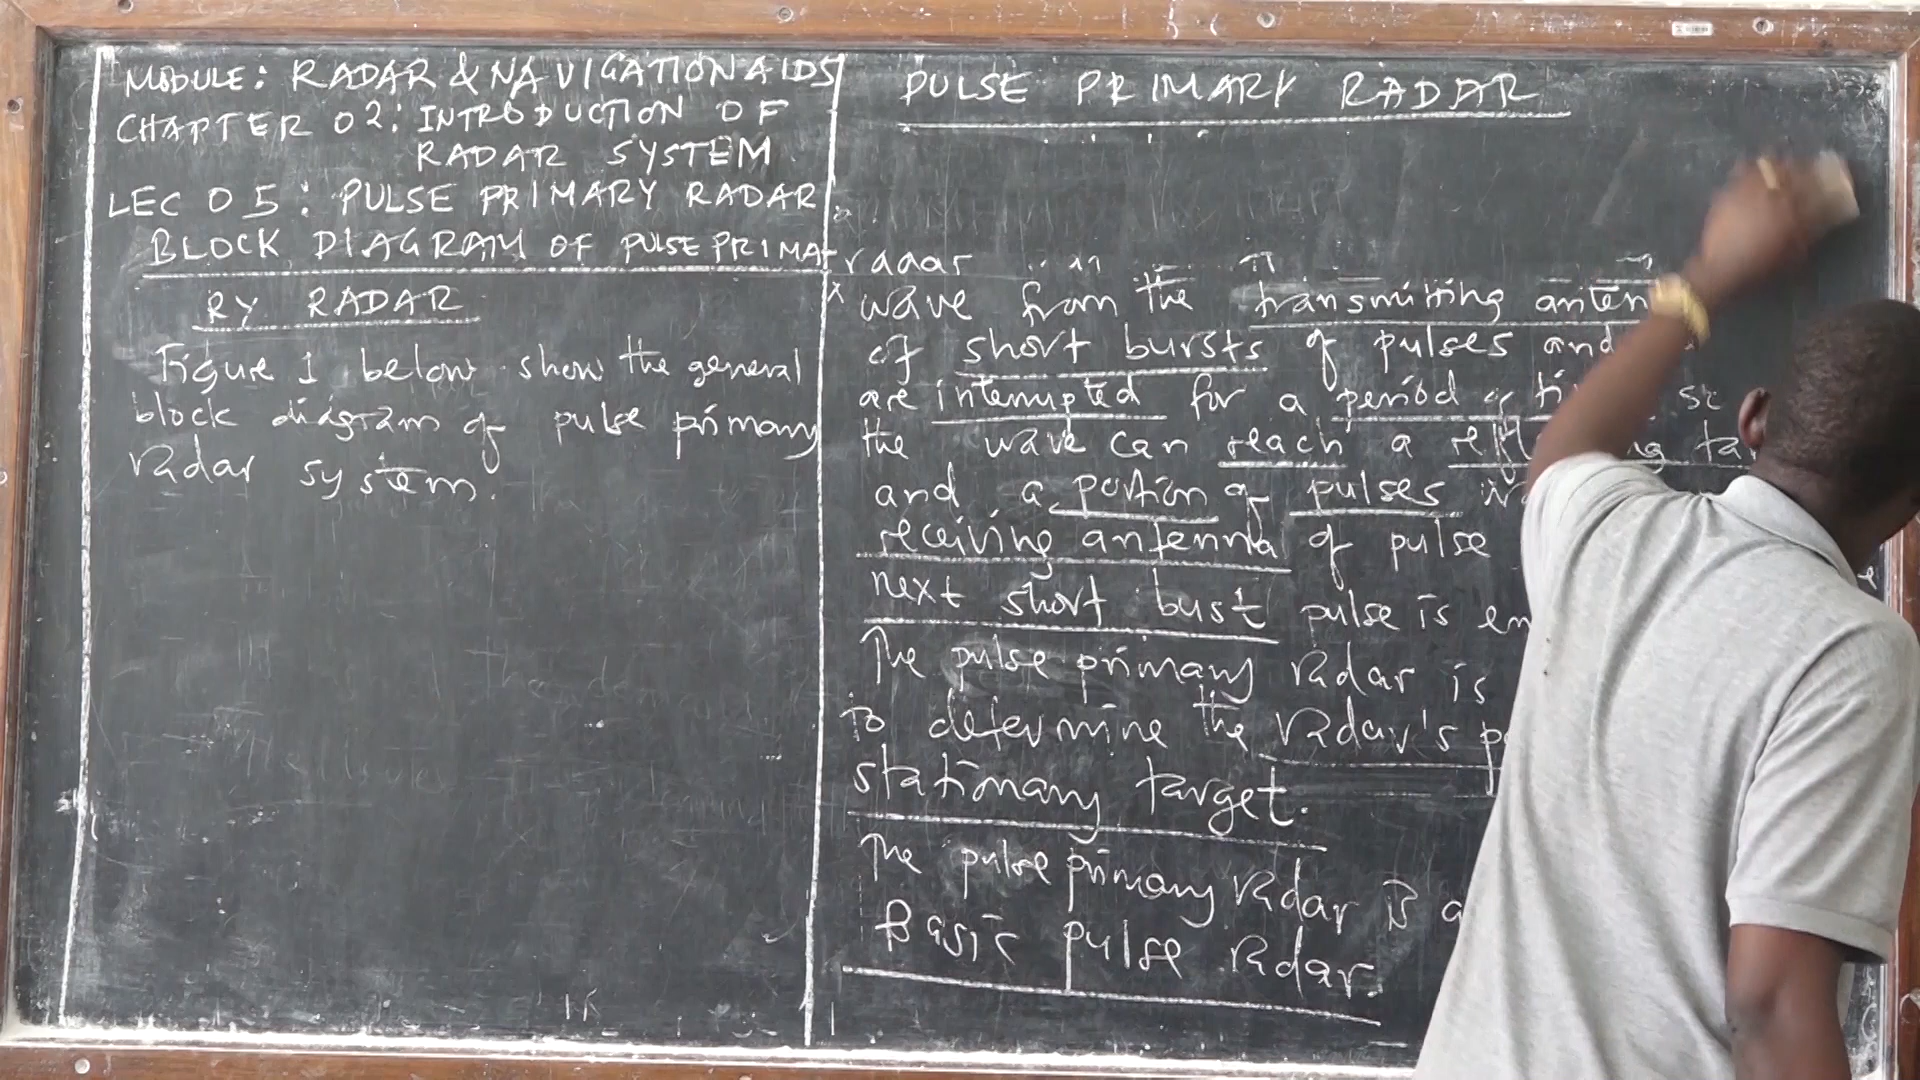 MODULE: RADAR & NAVIGATION AIDS
CHAPTER 02: INTRODUCTION OF
RADAR SYSTEM
LEC 05: PULSE PRIMARY RADAR
BLOCK DIAGRAM OF PULSE PRIMA-
RY RADAR
Figure 1 below show the general
block diagram of pulse primary
radar system.
PULSE PRIMARY RADAR
radar
wave from the transmitting anten
of short bursts of pulses and
are interrupted for a period of
the wave can reach a
and a portion of pulses
receiving antenna of pulse
next short bust pulse is
The pulse primary radar is
to determine the radar's
stationary target.
The pulse primary radar is a
Basic pulse radar.